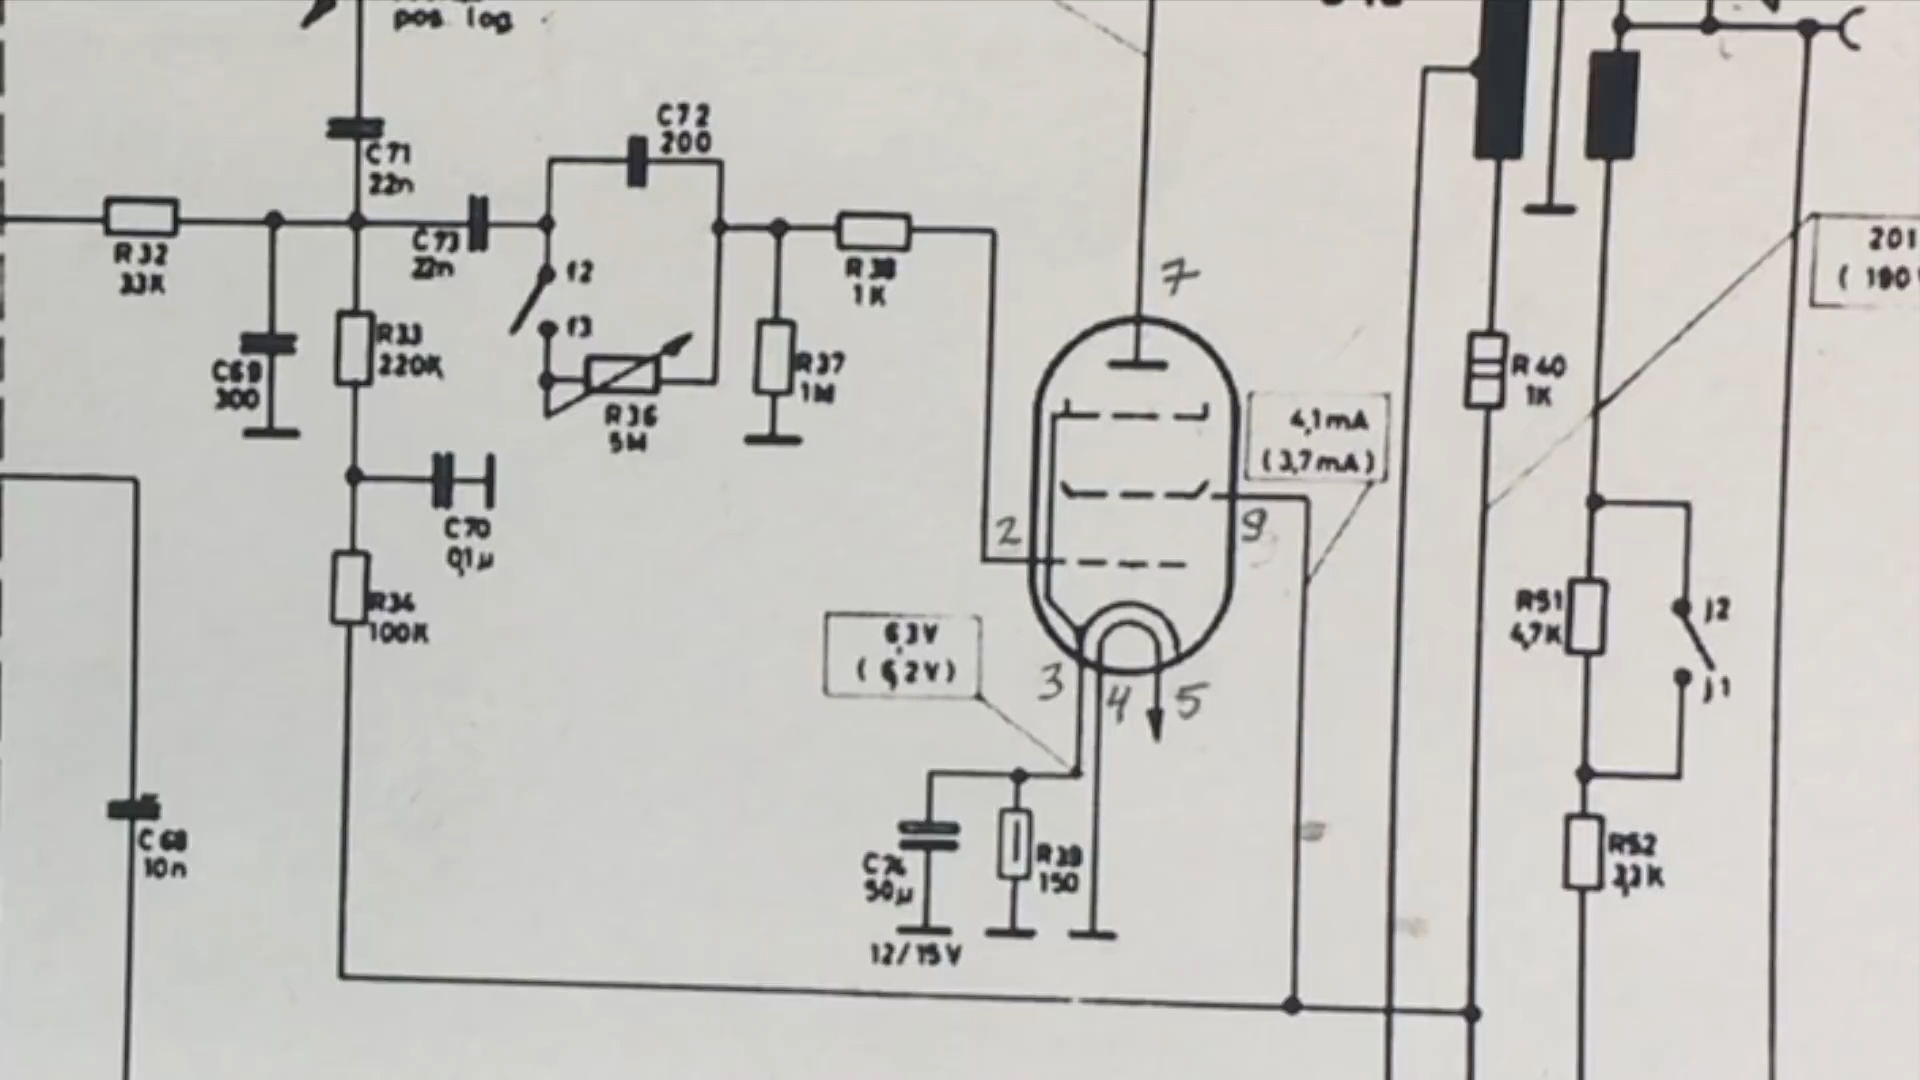 pos. log.
C71
22n
C72
200
R32
33K
C73
22n
f2
f3
R38
1K
7
201
R33
220K
C69
300
R36
5M
R37
1M
4,1mA
(3,7mA)
R40
1K
C70
0,1µ
2
9
R34
100K
6,3V
(6,2V)
3
4
5
R51
4,7K
j2
j1
C68
10n
C74
50µ
12/15V
R39
150
R52
3,3K